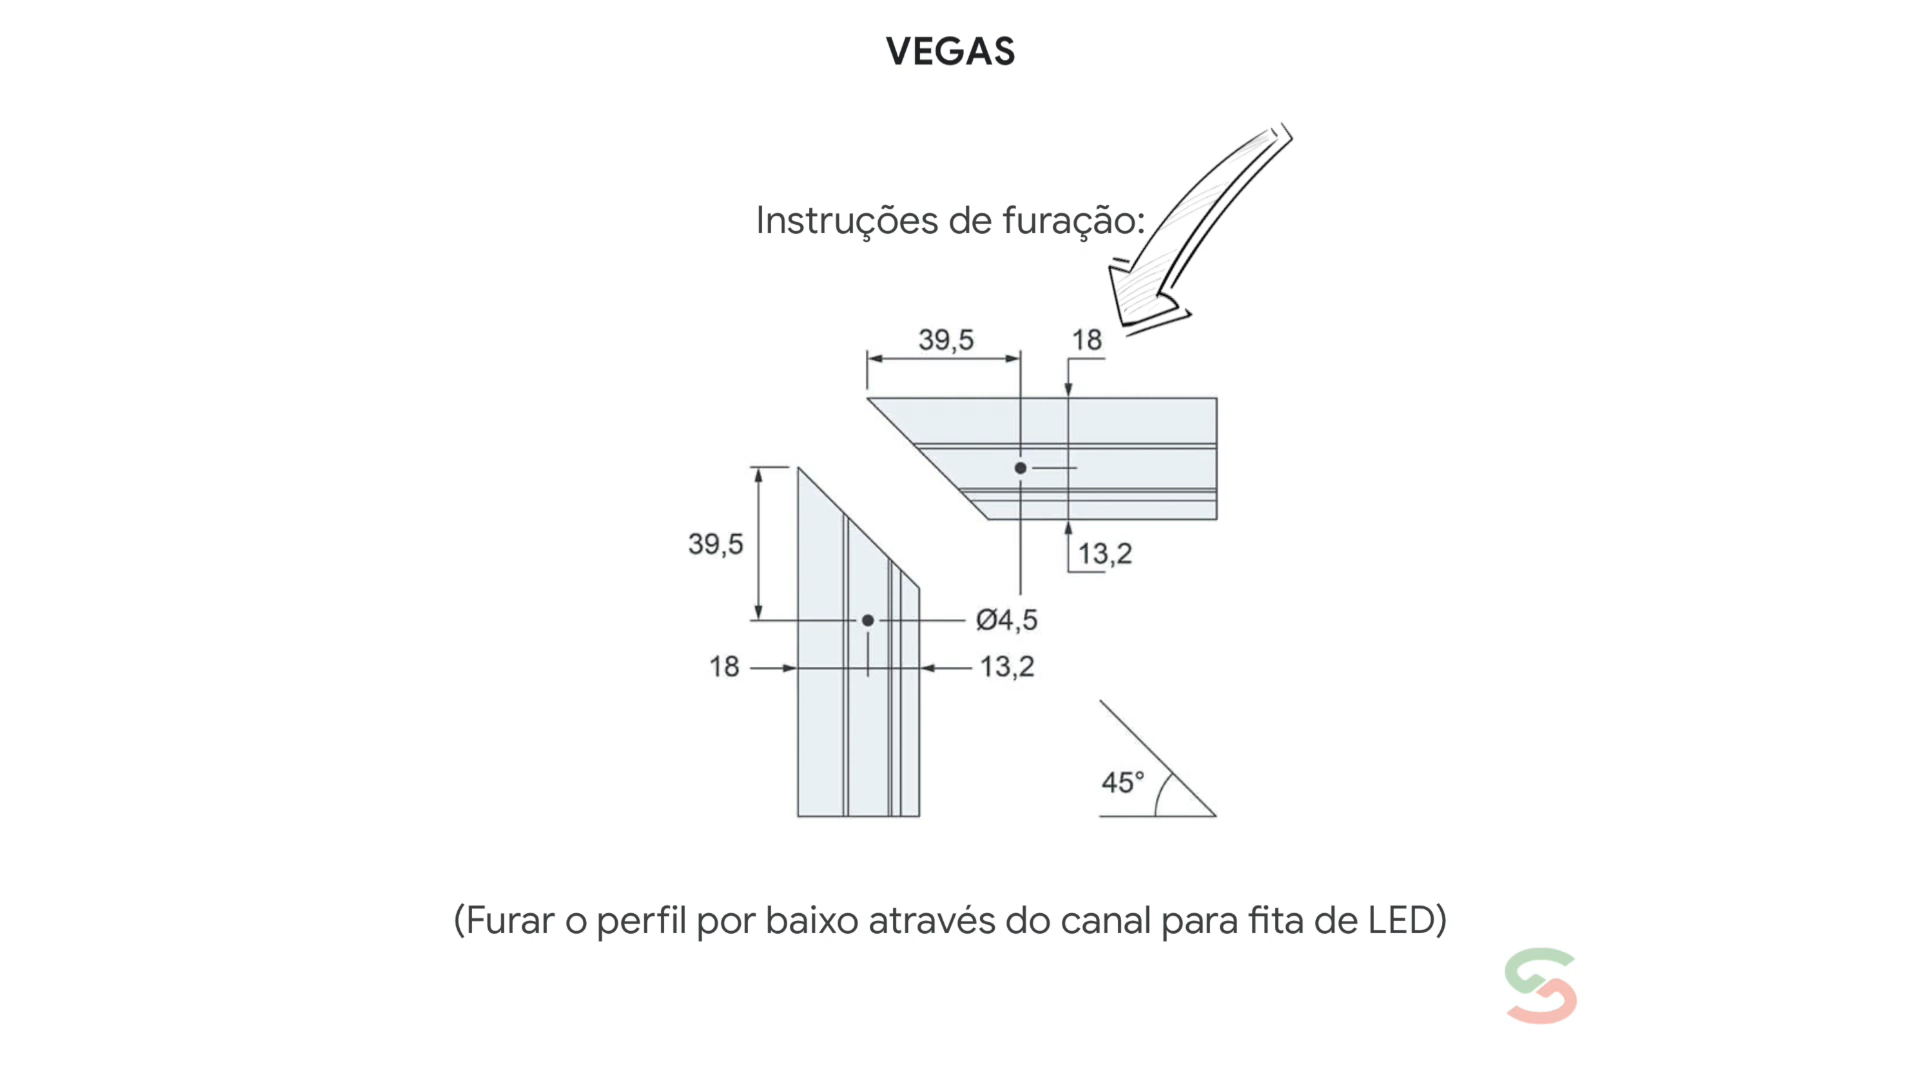 VEGAS
Instruções de furação:
39,5
18
39,5
13,2
Ø4,5
18
13,2
45°
(Furar o perfil por baixo através do canal para fita de LED)